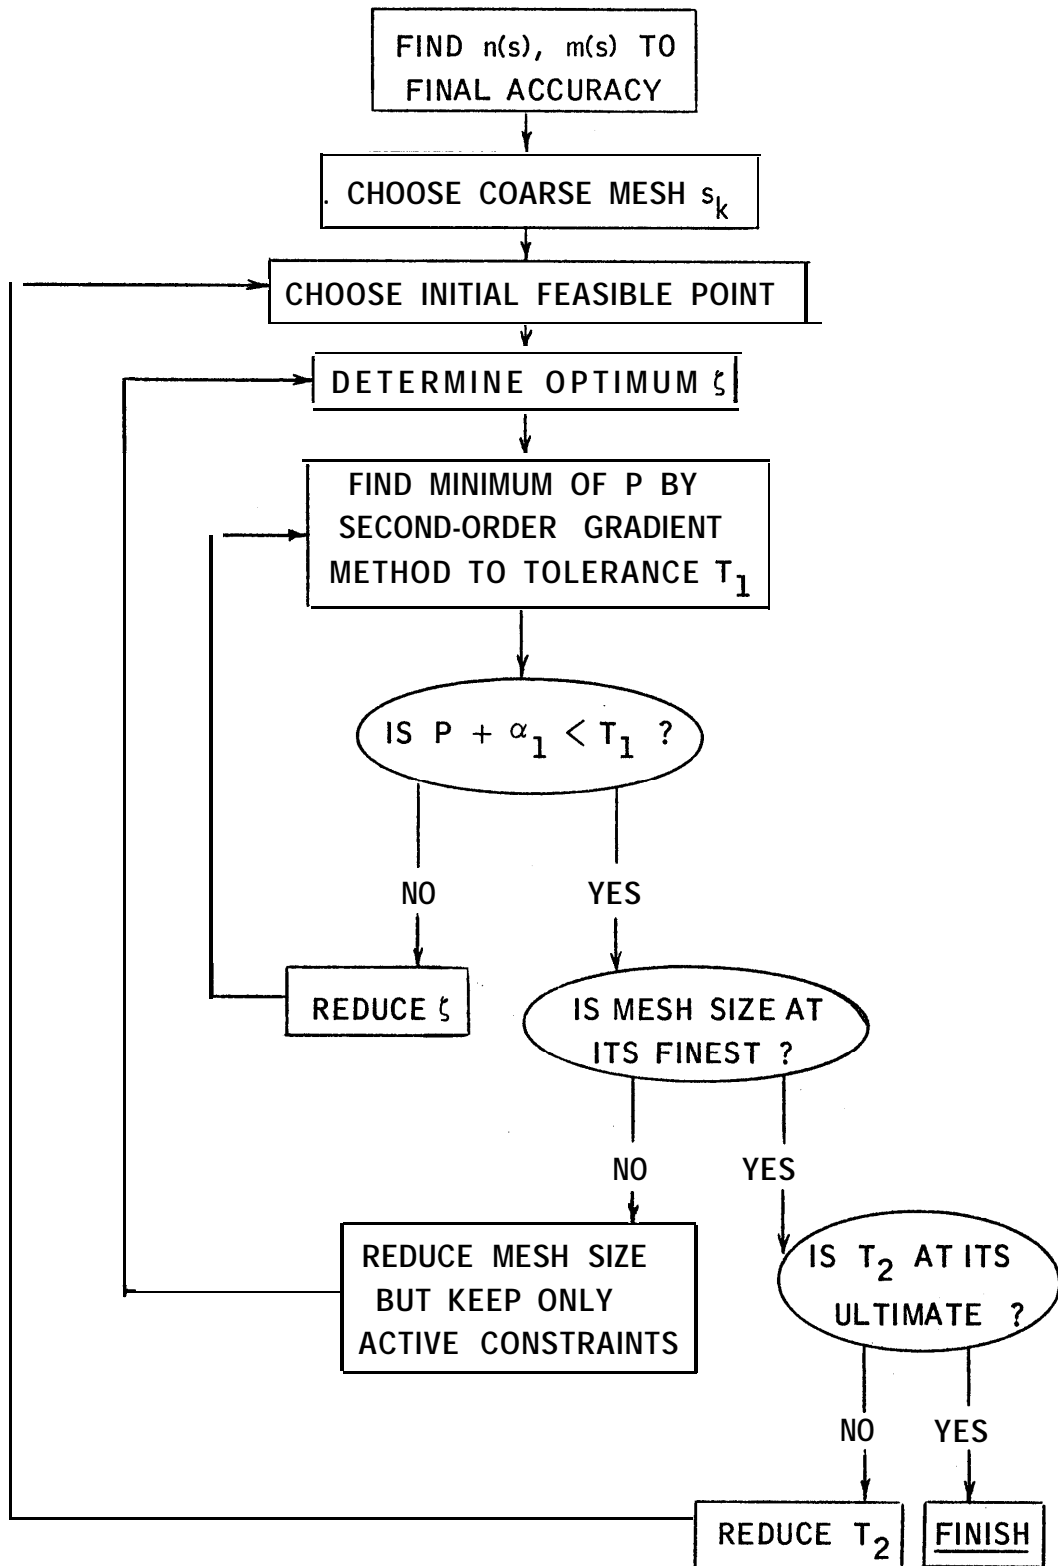 FIND n(s), m(s) TO
FINAL ACCURACY
CHOOSE COARSE MESH s_k
CHOOSE INITIAL FEASIBLE POINT
DETERMINE OPTIMUM ζ
FIND MINIMUM OF P BY
SECOND-ORDER GRADIENT
METHOD TO TOLERANCE T_1
IS P + α_1 < T_1 ?
NO
YES
REDUCE ζ
IS MESH SIZE AT
ITS FINEST ?
NO
YES
REDUCE MESH SIZE
BUT KEEP ONLY
ACTIVE CONSTRAINTS
IS T_2 AT ITS
ULTIMATE ?
NO
YES
REDUCE T_2
FINISH